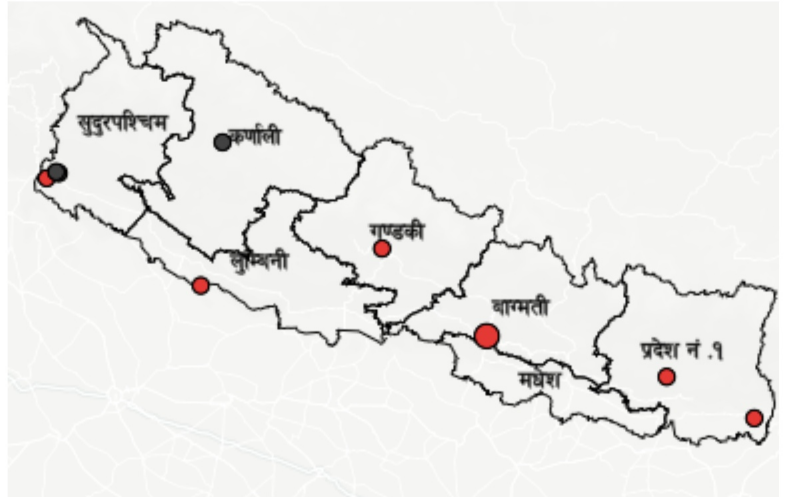 सुदुरपश्चिम
कर्णाली
गण्डकी
लुम्बिनी
बाग्मती
प्रदेश नं .१
मधेश